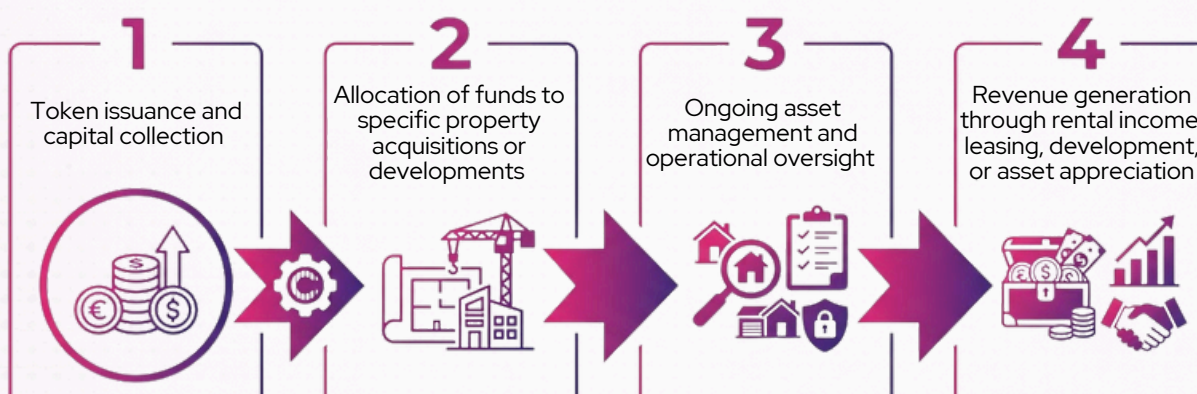 1
Token issuance and
capital collection
2
Allocation of funds to
specific property
acquisitions or
developments
3
Ongoing asset
management and
operational oversight
4
Revenue generation
through rental income
leasing, development,
or asset appreciation
$
€
$
€
$
$